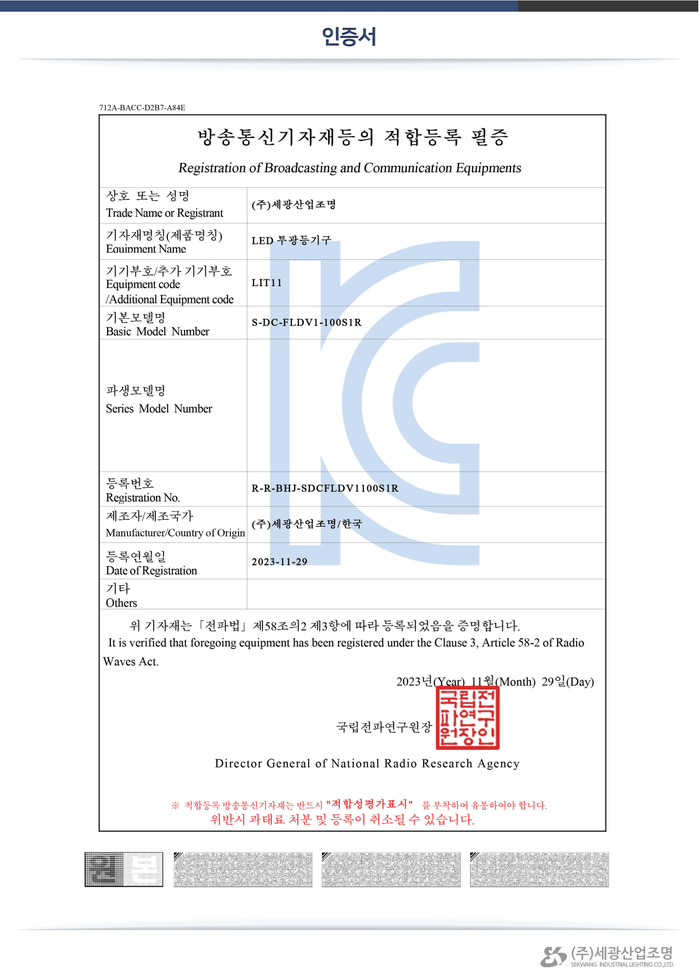 인증서
712A-BACC-D2B7-A84E
방송통신기자재등의 적합등록 필증
Registration of Broadcasting and Communication Equipments
상호 또는 성명
Trade Name or Registrant
(주)세광산업조명
기자재명칭(제품명칭)
Equipment Name
LED 투광등기구
기기부호/추가 기기부호
Equipment code
/Additional Equipment code
LIT11
기본모델명
Basic Model Number
S-DC-FLDV1-100S1R
파생모델명
Series Model Number
등록번호
Registration No.
R-R-BHJ-SDCFLDV1100S1R
제조자/제조국가
Manufacturer/Country of Origin
(주)세광산업조명/한국
등록연월일
Date of Registration
2023-11-29
기타
Others
위 기자재는「전파법」제58조의2 제3항에 따라 등록되었음을 증명합니다.
It is verified that foregoing equipment has been registered under the Clause 3, Article 58-2 of Radio
Waves Act.
2023년(Year) 11월(Month) 29일(Day)
국립전파연구원장
국립전
파연구
원장인
Director General of National Radio Research Agency
※ 적합등록 방송통신기자재는 반드시 "적합성평가표시" 를 부착하여 유통하여야 합니다.
위반시 과태료 처분 및 등록이 취소될 수 있습니다.
원본
(주)세광산업조명
SEKWANG INDUSTRIAL LIGHTING CO.,LTD